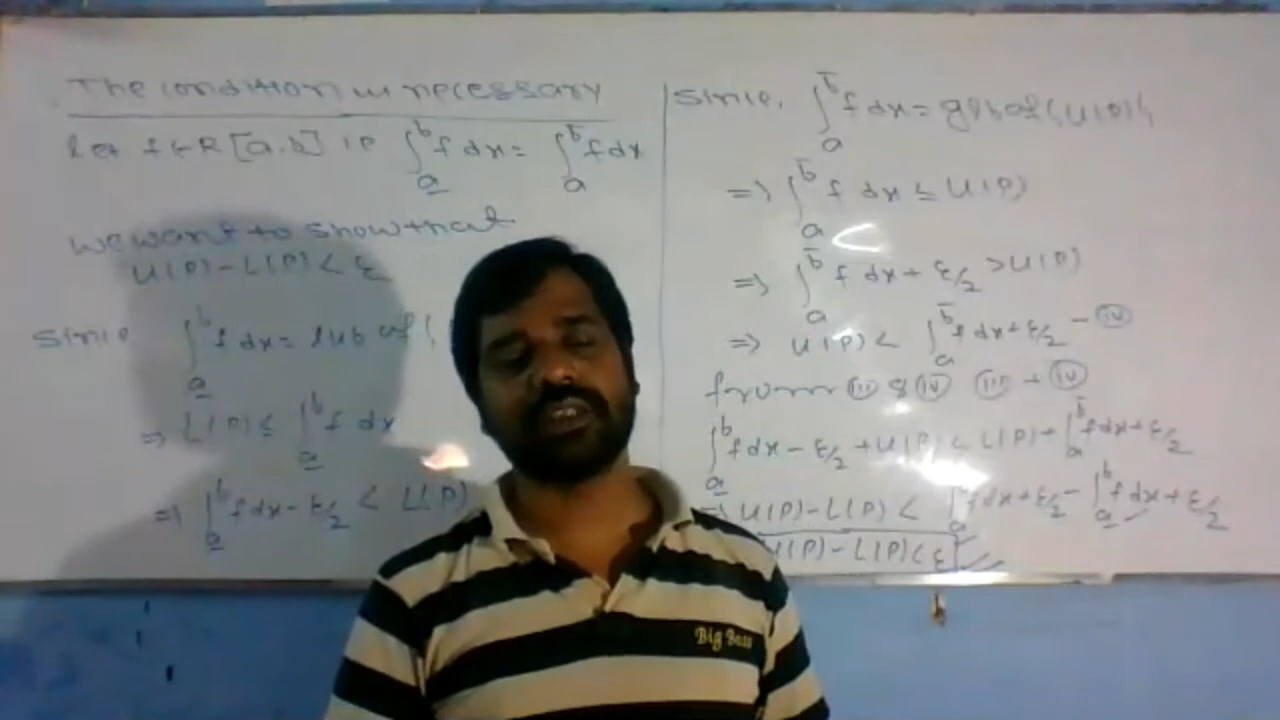 The condition is necessary
Let f ∈ R [a,b] ie ∫_a̲^b f dx = ∫_a^b̄ f dx
we want to show that
U(P) - L(P) < ε
Since ∫_a̲^b f dx = lub of {
⇒ L(P) ≤ ∫_a̲^b f dx
⇒ ∫_a̲^b f dx - ε/2 < L(P)
Since, ∫_a^b̄ f dx = glb of {U(P)}
⇒ ∫_a^b̄ f dx ≤ U(P)
⇒ ∫_a^b̄ f dx + ε/2 > U(P)
⇒ U(P) < ∫_a^b̄ f dx + ε/2 - (iv)
from (iii) & (iv) (iii) + (iv)
∫_a̲^b f dx - ε/2 + U(P) < L(P) + ∫_a^b̄ f dx + ε/2
⇒ U(P) - L(P) < ∫_a f dx + ε/2 - ∫_a̲^b f dx + ε/2
U(P) - L(P) < ε
Big Boss